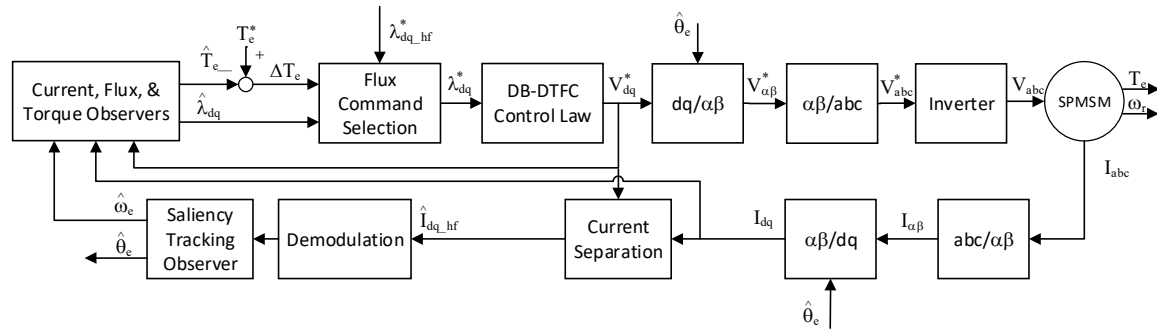 λ*dq_hf
T*e
+
T̂e_
ΔTe
θ̂e
Current, Flux, &
Torque Observers
λ̂dq
Flux
Command
Selection
λ*dq
DB-DTFC
Control Law
V*dq
dq/αβ
V*αβ
αβ/abc
V*abc
Inverter
Vabc
SPMSM
Te
ωr
Iabc
ω̂e
θ̂e
Saliency
Tracking
Observer
Demodulation
Îdq_hf
Current
Separation
Idq
αβ/dq
Iαβ
abc/αβ
θ̂e